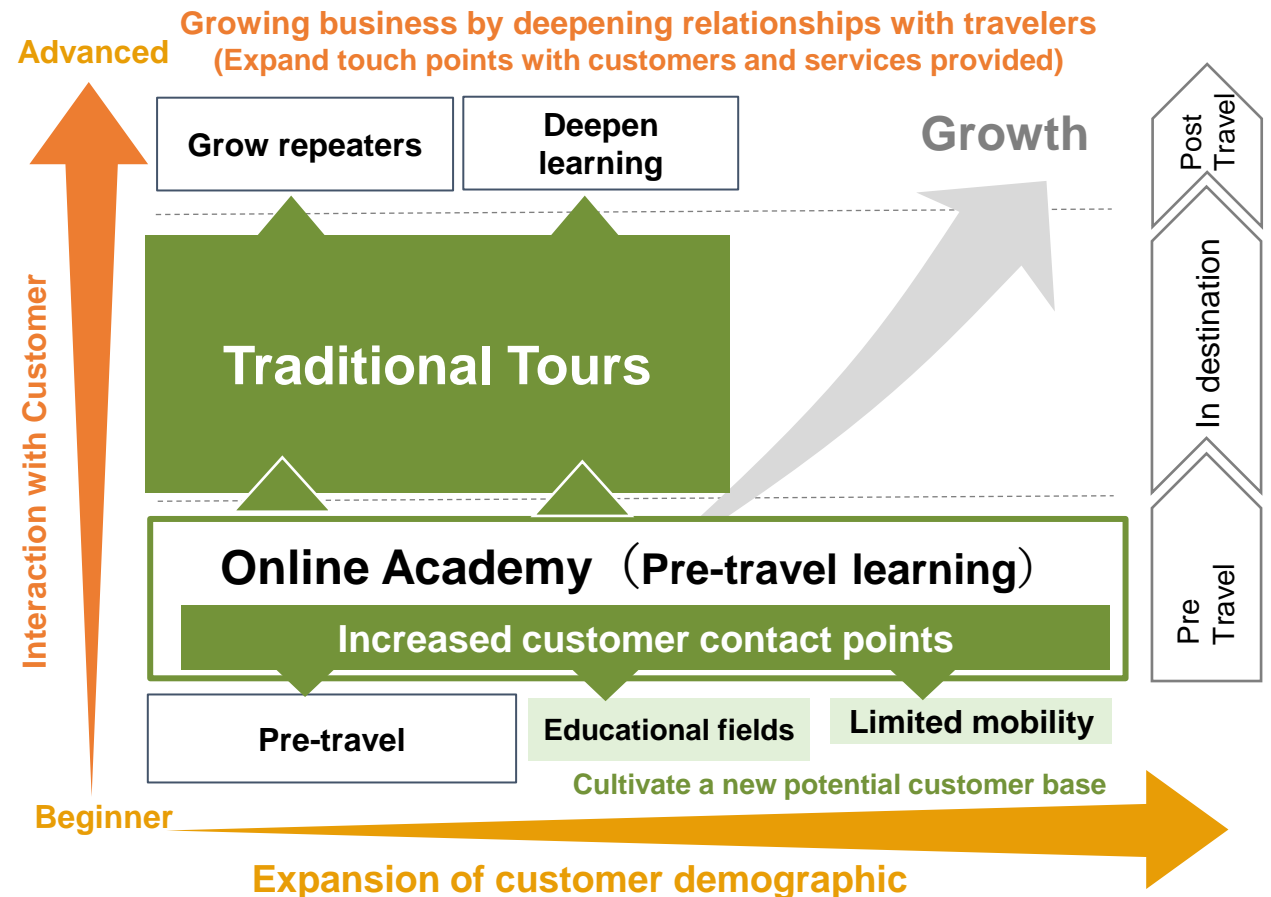 Growing business by deepening relationships with travelers
(Expand touch points with customers and services provided)
Advanced
Grow repeaters
Deepen
learning
Growth
Post
Travel
Interaction with Customer
Traditional Tours
In destination
Online Academy（Pre-travel learning）
Increased customer contact points
Pre
Travel
Pre-travel
Educational fields
Limited mobility
Cultivate a new potential customer base
Beginner
Expansion of customer demographic